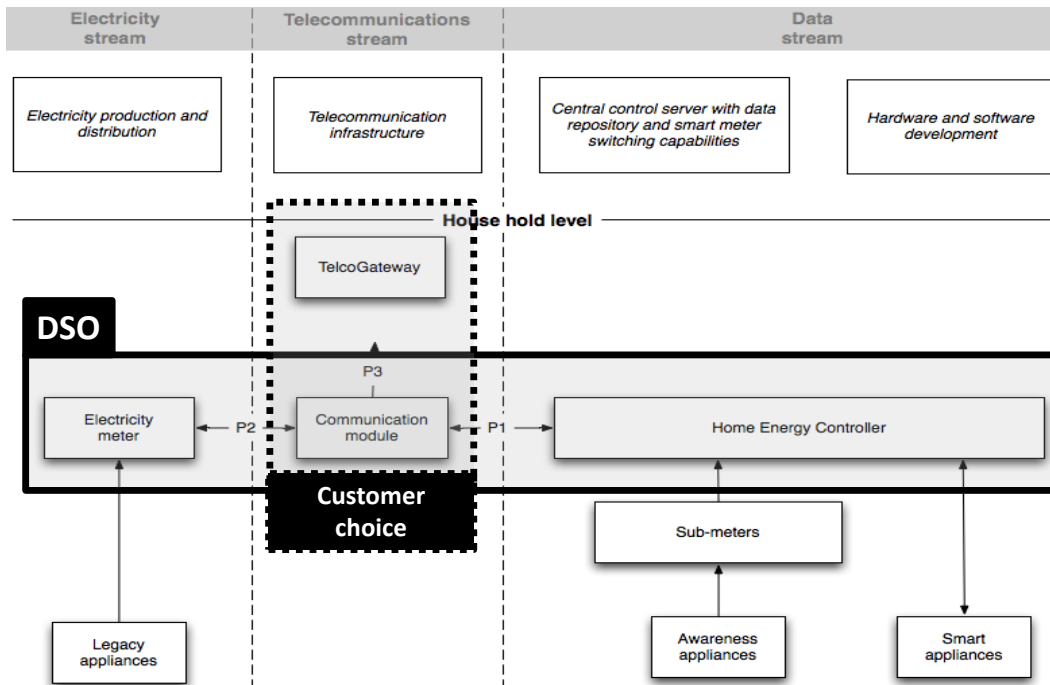 Electricity
stream
Telecommunications
stream
Data
stream
Electricity production and
distribution
Telecommunication
infrastructure
Central control server with data
repository and smart meter
switching capabilities
Hardware and software
development
House hold level
TelcoGateway
DSO
P3
Electricity
meter
P2
Communication
module
P1
Home Energy Controller
Customer
choice
Sub-meters
Legacy
appliances
Awareness
appliances
Smart
appliances